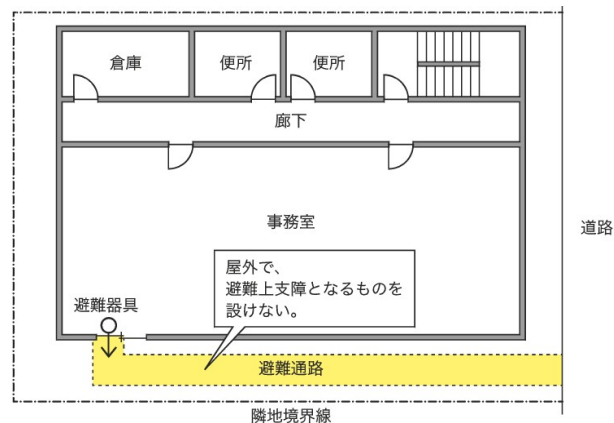 倉庫
便所
便所
廊下
事務室
道路
屋外で、
避難上支障となるものを
設けない。
避難器具
避難通路
隣地境界線